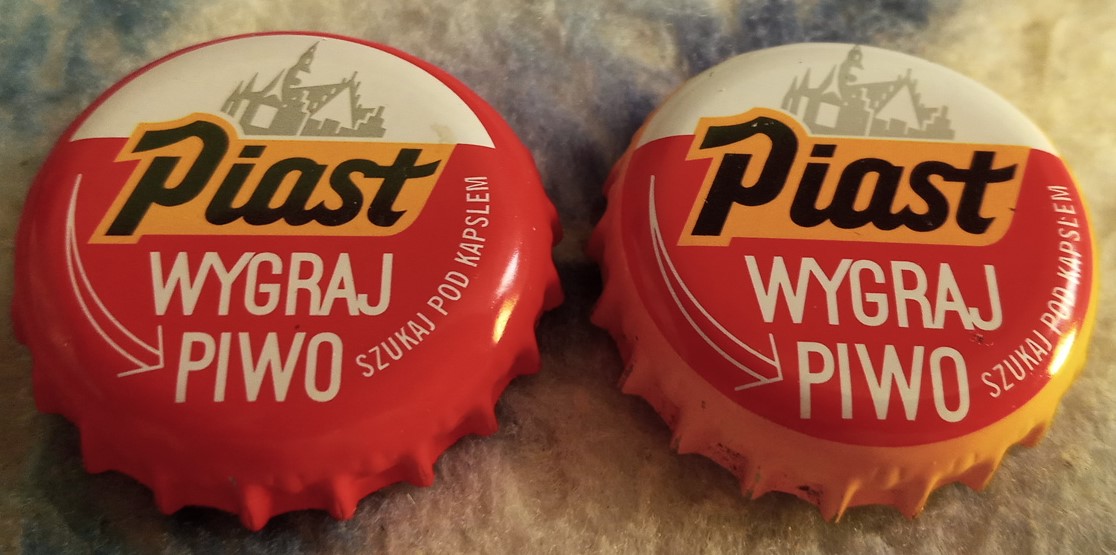 Piast
WYGRAJ
PIWO
SZUKAJ POD KAPSLEM
Piast
WYGRAJ
PIWO
SZUKAJ POD KAPSLEM